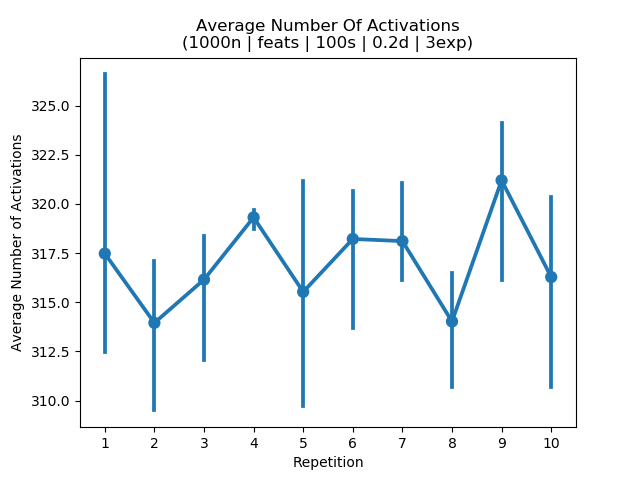 Average Number Of Activations
(1000n | feats | 100s | 0.2d | 3exp)
Average Number of Activations
325.0
322.5
320.0
317.5
315.0
312.5
310.0
1 2 3 4 5 6 7 8 9 10
Repetition